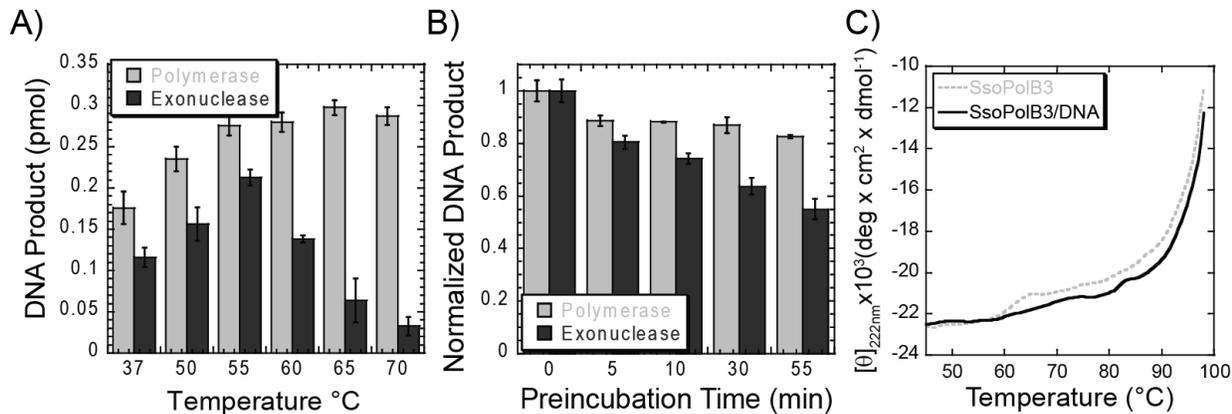 A)
DNA Product (pmol)
0.35
0.3
0.25
0.2
0.15
0.1
0.05
0
Polymerase
Exonuclease
37 50 55 60 65 70
Temperature °C
B)
Normalized DNA Product
1
0.8
0.6
0.4
0.2
0
Polymerase
Exonuclease
0 5 10 30 55
Preincubation Time (min)
C)
[θ]222nm x10³(deg x cm² x dmol⁻¹)
-10
-12
-14
-16
-18
-20
-22
-24
SsoPolB3
SsoPolB3/DNA
50 60 70 80 90 100
Temperature (°C)